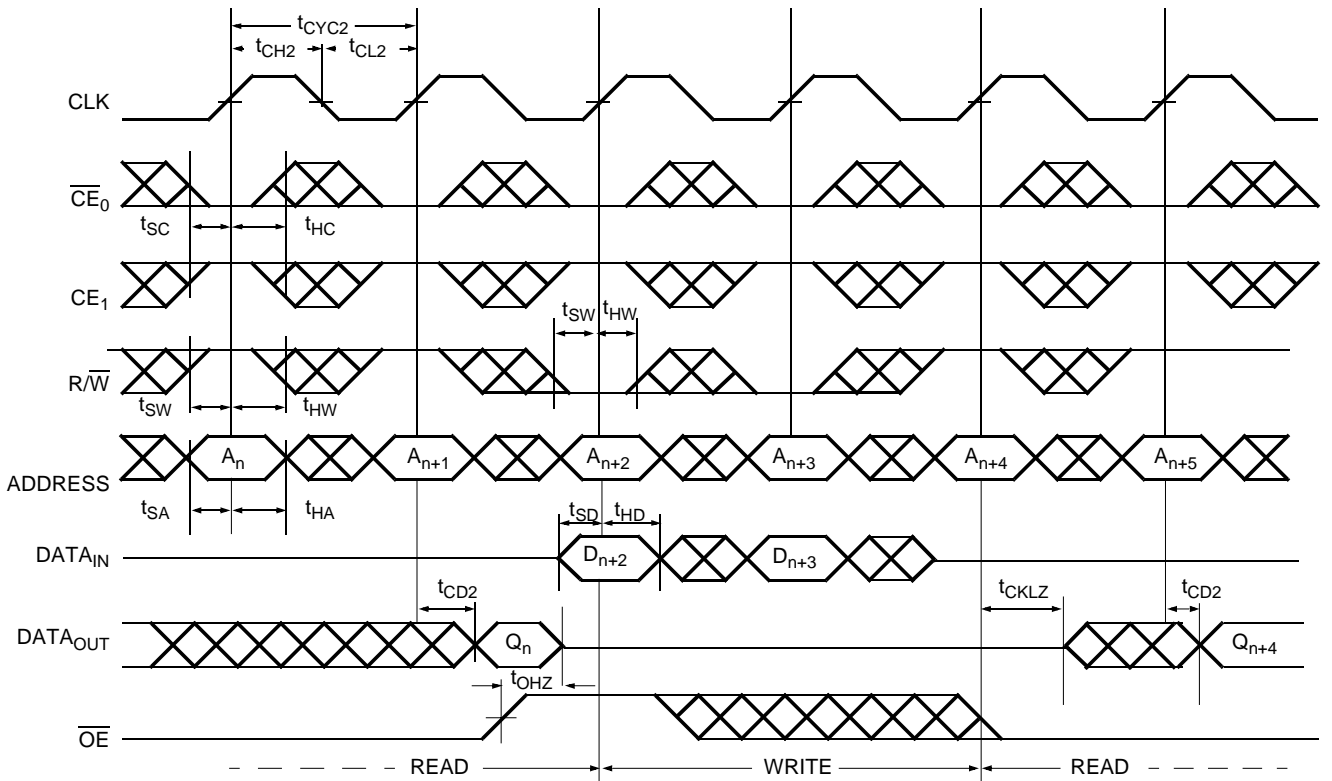 tCYC2
tCH2 tCL2
CLK
CE0
tSC tHC
CE1
tSW tHW
R/W
tSW tHW
An An+1 An+2 An+3 An+4 An+5
ADDRESS
tSA tHA
tSD tHD
DATAIN
Dn+2 Dn+3
tCD2 tCKLZ tCD2
DATAOUT
Qn Qn+4
tOHZ
OE
READ WRITE READ